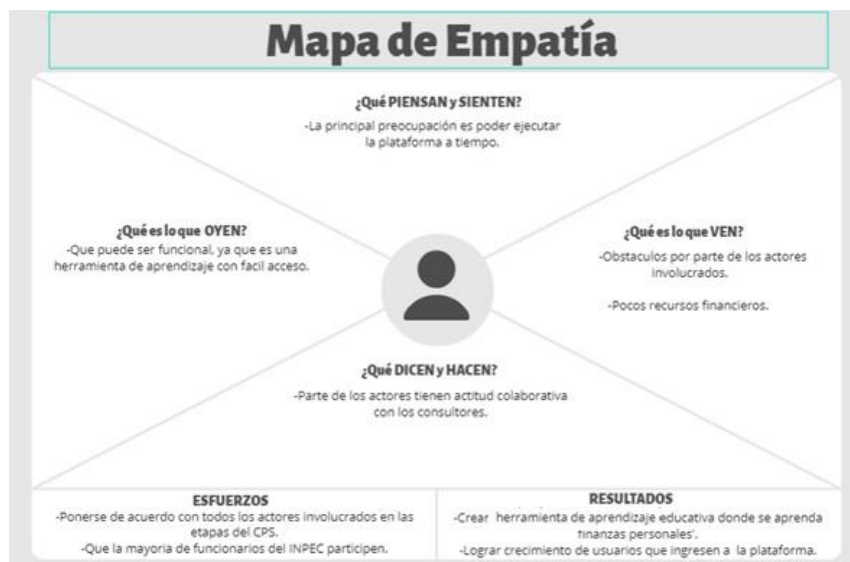 Mapa de Empatía
¿Qué PIENSAN y SIENTEN?
-La principal preocupación es poder ejecutar
la plataforma a tiempo.
¿Qué es lo que OYEN?
-Que puede ser funcional, ya que es una
herramienta de aprendizaje con facil acceso.
¿Qué es lo que VEN?
-Obstaculos por parte de los actores
involucrados.
-Pocos recursos financieros.
¿Qué DICEN y HACEN?
-Parte de los actores tienen actitud colaborativa
con los consultores.
ESFUERZOS
-Ponerse de acuerdo con todos los actores involucrados en las
etapas del CPS.
-Que la mayoria de funcionarios del INPEC participen.
RESULTADOS
-Crear herramienta de aprendizaje educativa donde se aprenda
finanzas personales'.
-Lograr crecimiento de usuarios que ingresen a la plataforma.